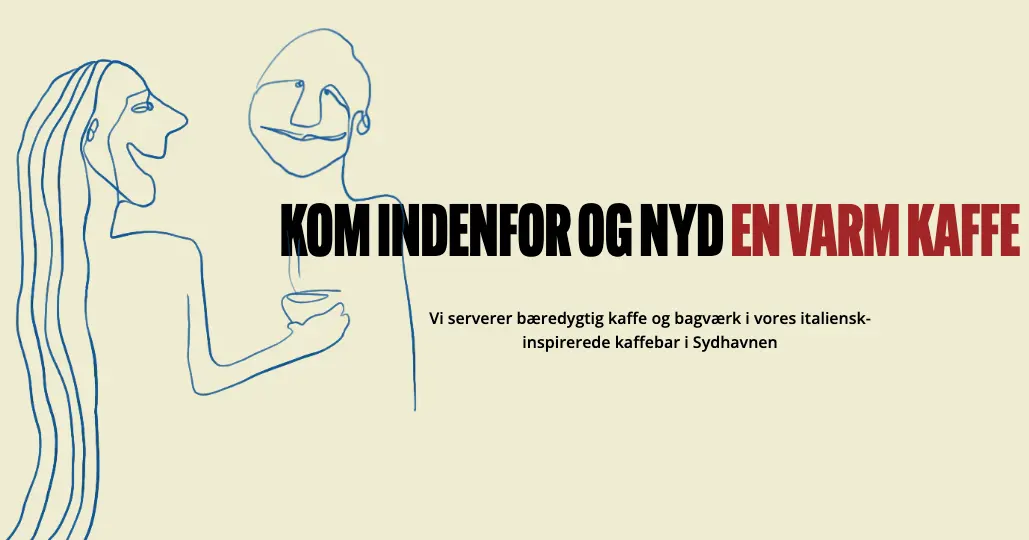 KOM INDENFOR OG NYD EN VARM KAFFE
Vi serverer bæredygtig kaffe og bagværk i vores italiensk-
inspirerede kaffebar i Sydhavnen